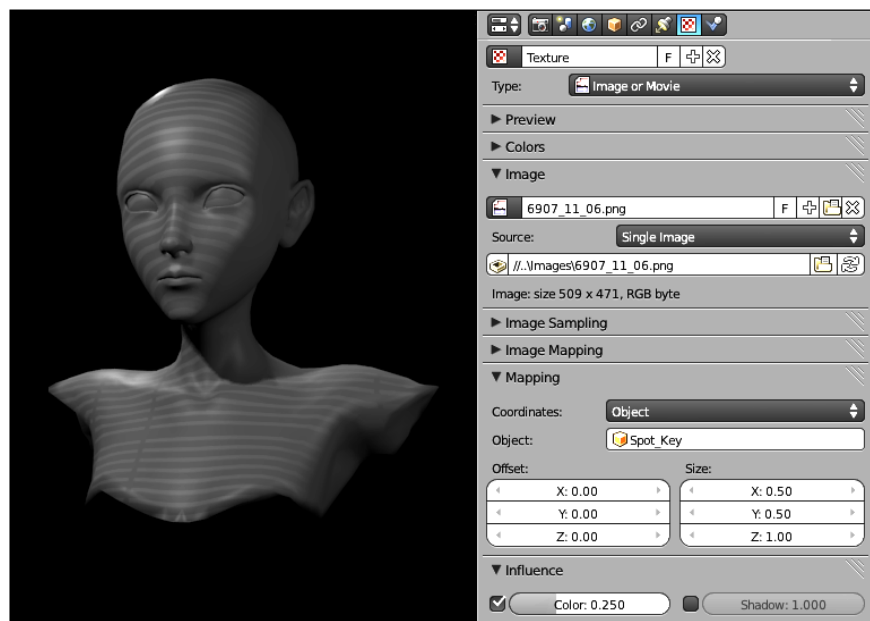 Texture F
Type: Image or Movie
Preview
Colors
Image
6907_11_06.png F
Source: Single Image
//..\Images\6907_11_06.png
Image: size 509 x 471, RGB byte
Image Sampling
Image Mapping
Mapping
Coordinates: Object
Object: Spot_Key
Offset: Size:
X: 0.00 X: 0.50
Y: 0.00 Y: 0.50
Z: 0.00 Z: 1.00
Influence
Color: 0.250 Shadow: 1.000